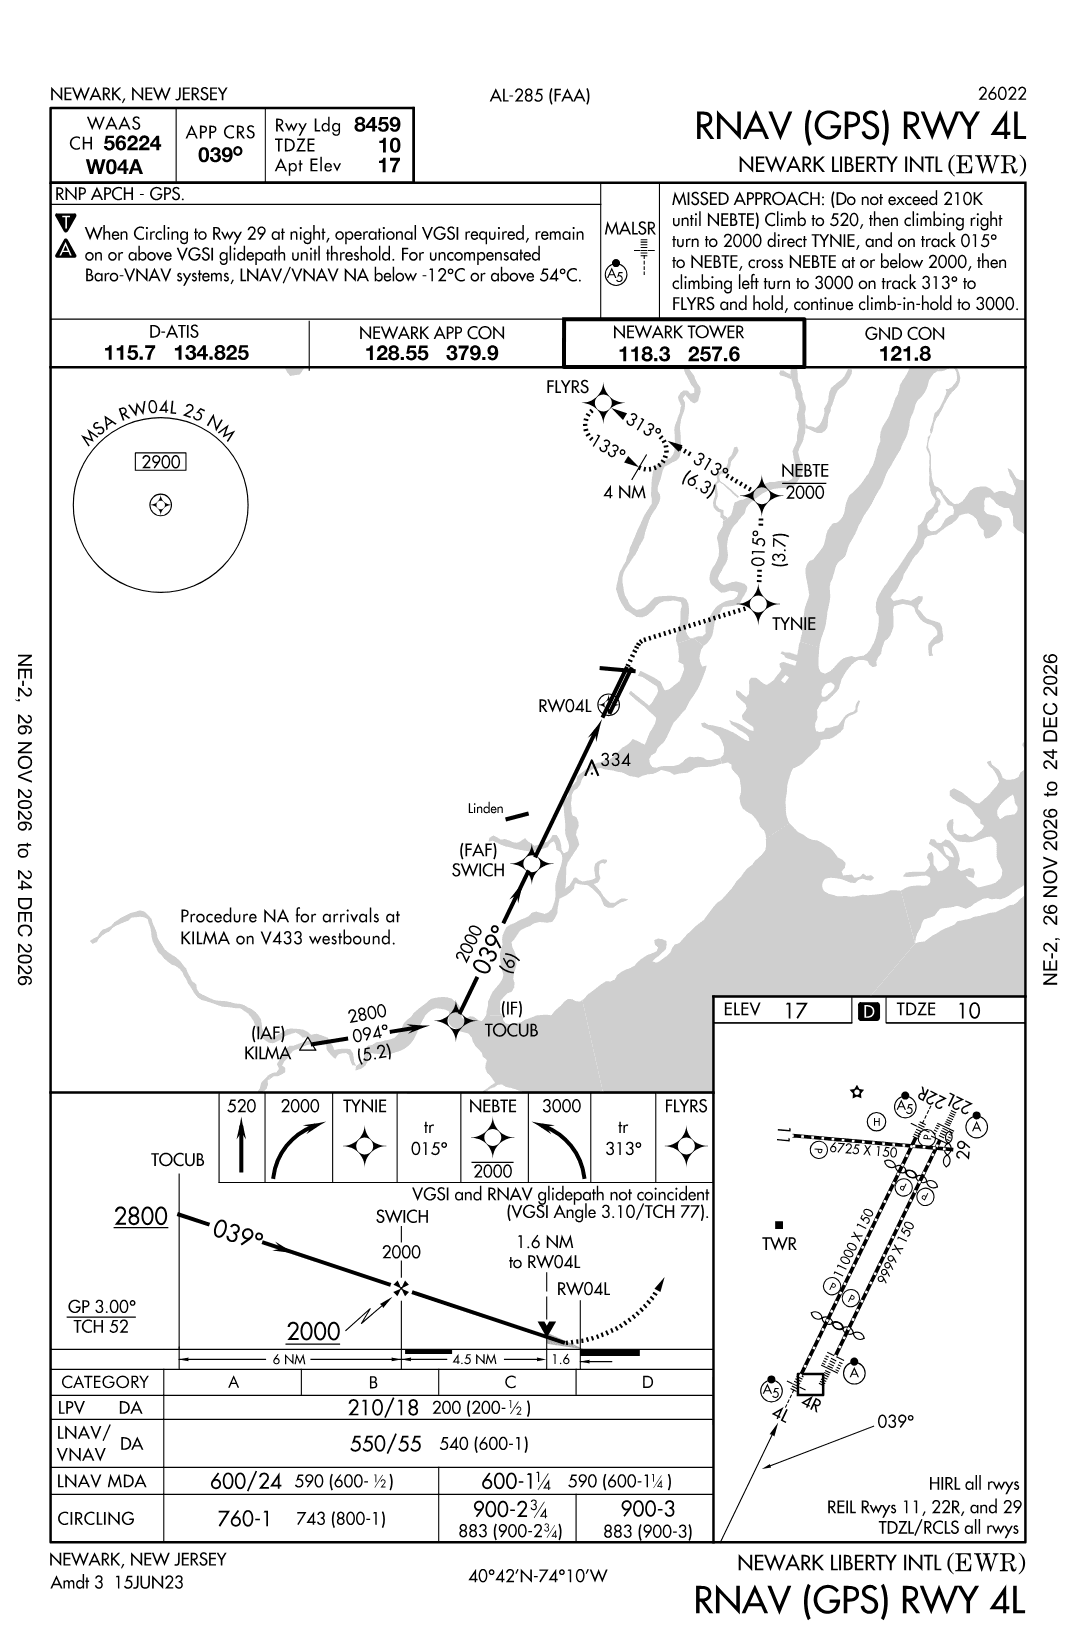 NEWARK, NEW JERSEY
AL-285 (FAA)
26022
WAAS
CH 56224
W04A
APP CRS
039°
Rwy Ldg 8459
TDZE 10
Apt Elev 17
RNAV (GPS) RWY 4L
NEWARK LIBERTY INTL (EWR)
RNP APCH - GPS.
T
A
When Circling to Rwy 29 at night, operational VGSI required, remain
on or above VGSI glidepath unitl threshold. For uncompensated
Baro-VNAV systems, LNAV/VNAV NA below -12°C or above 54°C.
MALSR
A5
MISSED APPROACH: (Do not exceed 210K
until NEBTE) Climb to 520, then climbing right
turn to 2000 direct TYNIE, and on track 015°
to NEBTE, cross NEBTE at or below 2000, then
climbing left turn to 3000 on track 313° to
FLYRS and hold, continue climb-in-hold to 3000.
D-ATIS
115.7 134.825
NEWARK APP CON
128.55 379.9
NEWARK TOWER
118.3 257.6
GND CON
121.8
MSA RW04L 25 NM
2900
FLYRS
313°
133°
4 NM
313°
(6.3)
NEBTE
2000
015°
(3.7)
TYNIE
RW04L
334
Linden
(FAF)
SWICH
Procedure NA for arrivals at
KILMA on V433 westbound.
2000
039°
(6)
(IF)
TOCUB
(IAF)
KILMA
2800
094°
(5.2)
NE-2, 26 NOV 2026 to 24 DEC 2026
NE-2, 26 NOV 2026 to 24 DEC 2026
ELEV 17
D
TDZE 10
A5
22R
22L
A
H
P
11
6725 X 150
P
29
P
P
TWR
11000 X 150
9999 X 150
P
P
A5
A
4L
4R
039°
HIRL all rwys
REIL Rwys 11, 22R, and 29
TDZL/RCLS all rwys
520
2000
TYNIE
tr
015°
NEBTE
2000
3000
tr
313°
FLYRS
VGSI and RNAV glidepath not coincident
(VGSI Angle 3.10/TCH 77).
TOCUB
2800
039°
SWICH
2000
1.6 NM
to RW04L
RW04L
GP 3.00°
TCH 52
2000
6 NM
4.5 NM
1.6
CATEGORY A B C D
LPV DA 210/18 200 (200-½)
LNAV/
VNAV DA 550/55 540 (600-1)
LNAV MDA 600/24 590 (600-½) 600-1¼ 590 (600-1¼)
CIRCLING 760-1 743 (800-1) 900-2¾ 900-3
883 (900-2¾) 883 (900-3)
NEWARK, NEW JERSEY
Amdt 3 15JUN23
40°42'N-74°10'W
NEWARK LIBERTY INTL (EWR)
RNAV (GPS) RWY 4L